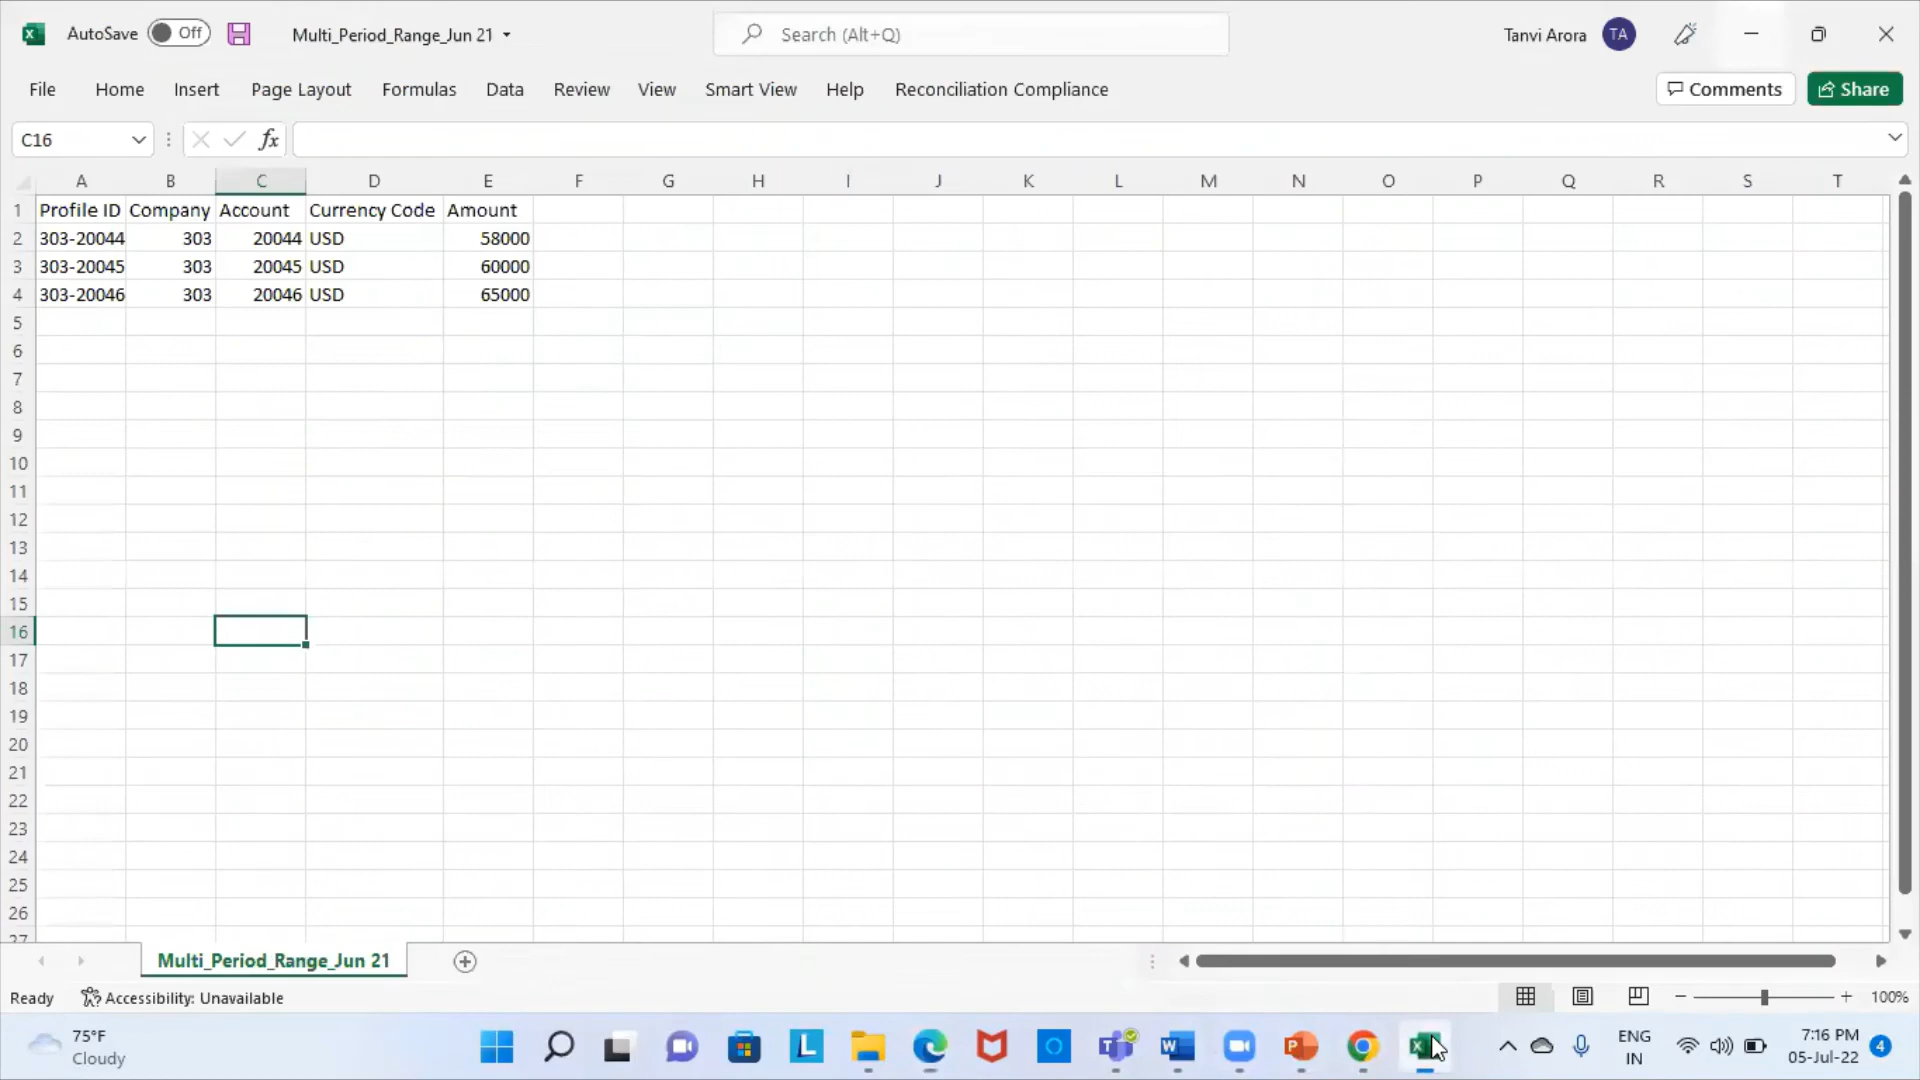 AutoSave Off Multi_Period_Range_Jun 21 Search (Alt+Q) Tanvi Arora TA
File Home Insert Page Layout Formulas Data Review View Smart View Help Reconciliation Compliance Comments Share
C16 fx
A B C D E F G H I J K L M N O P Q R S T
1 Profile ID Company Account Currency Code Amount
2 303-20044 303 20044 USD 58000
3 303-20045 303 20045 USD 60000
4 303-20046 303 20046 USD 65000
5
6
7
8
9
10
11
12
13
14
15
16
17
18
19
20
21
22
23
24
25
26
27
Multi_Period_Range_Jun 21
Ready Accessibility: Unavailable 100%
75°F ENG 7:16 PM
Cloudy IN 05-Jul-22 4